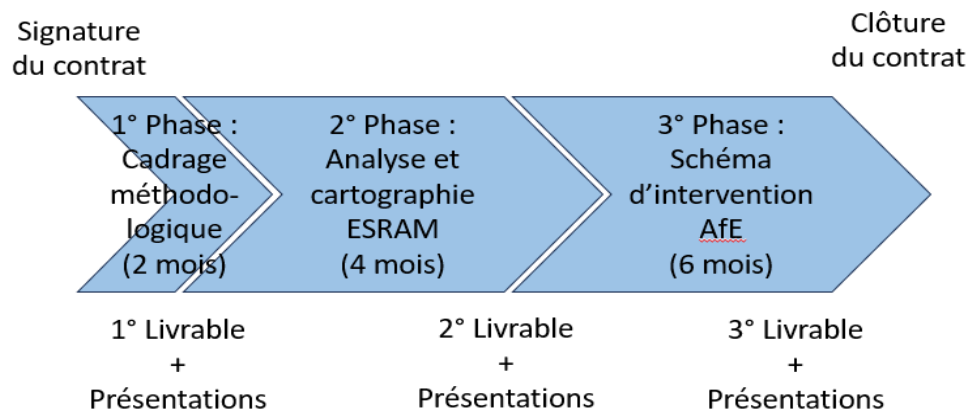 Signature
du contrat
Clôture
du contrat
1° Phase :
Cadrage
méthodo-
logique
(2 mois)
2° Phase :
Analyse et
cartographie
ESRAM
(4 mois)
3° Phase :
Schéma
d'intervention
AfE
(6 mois)
1° Livrable
+
Présentations
2° Livrable
+
Présentations
3° Livrable
+
Présentations